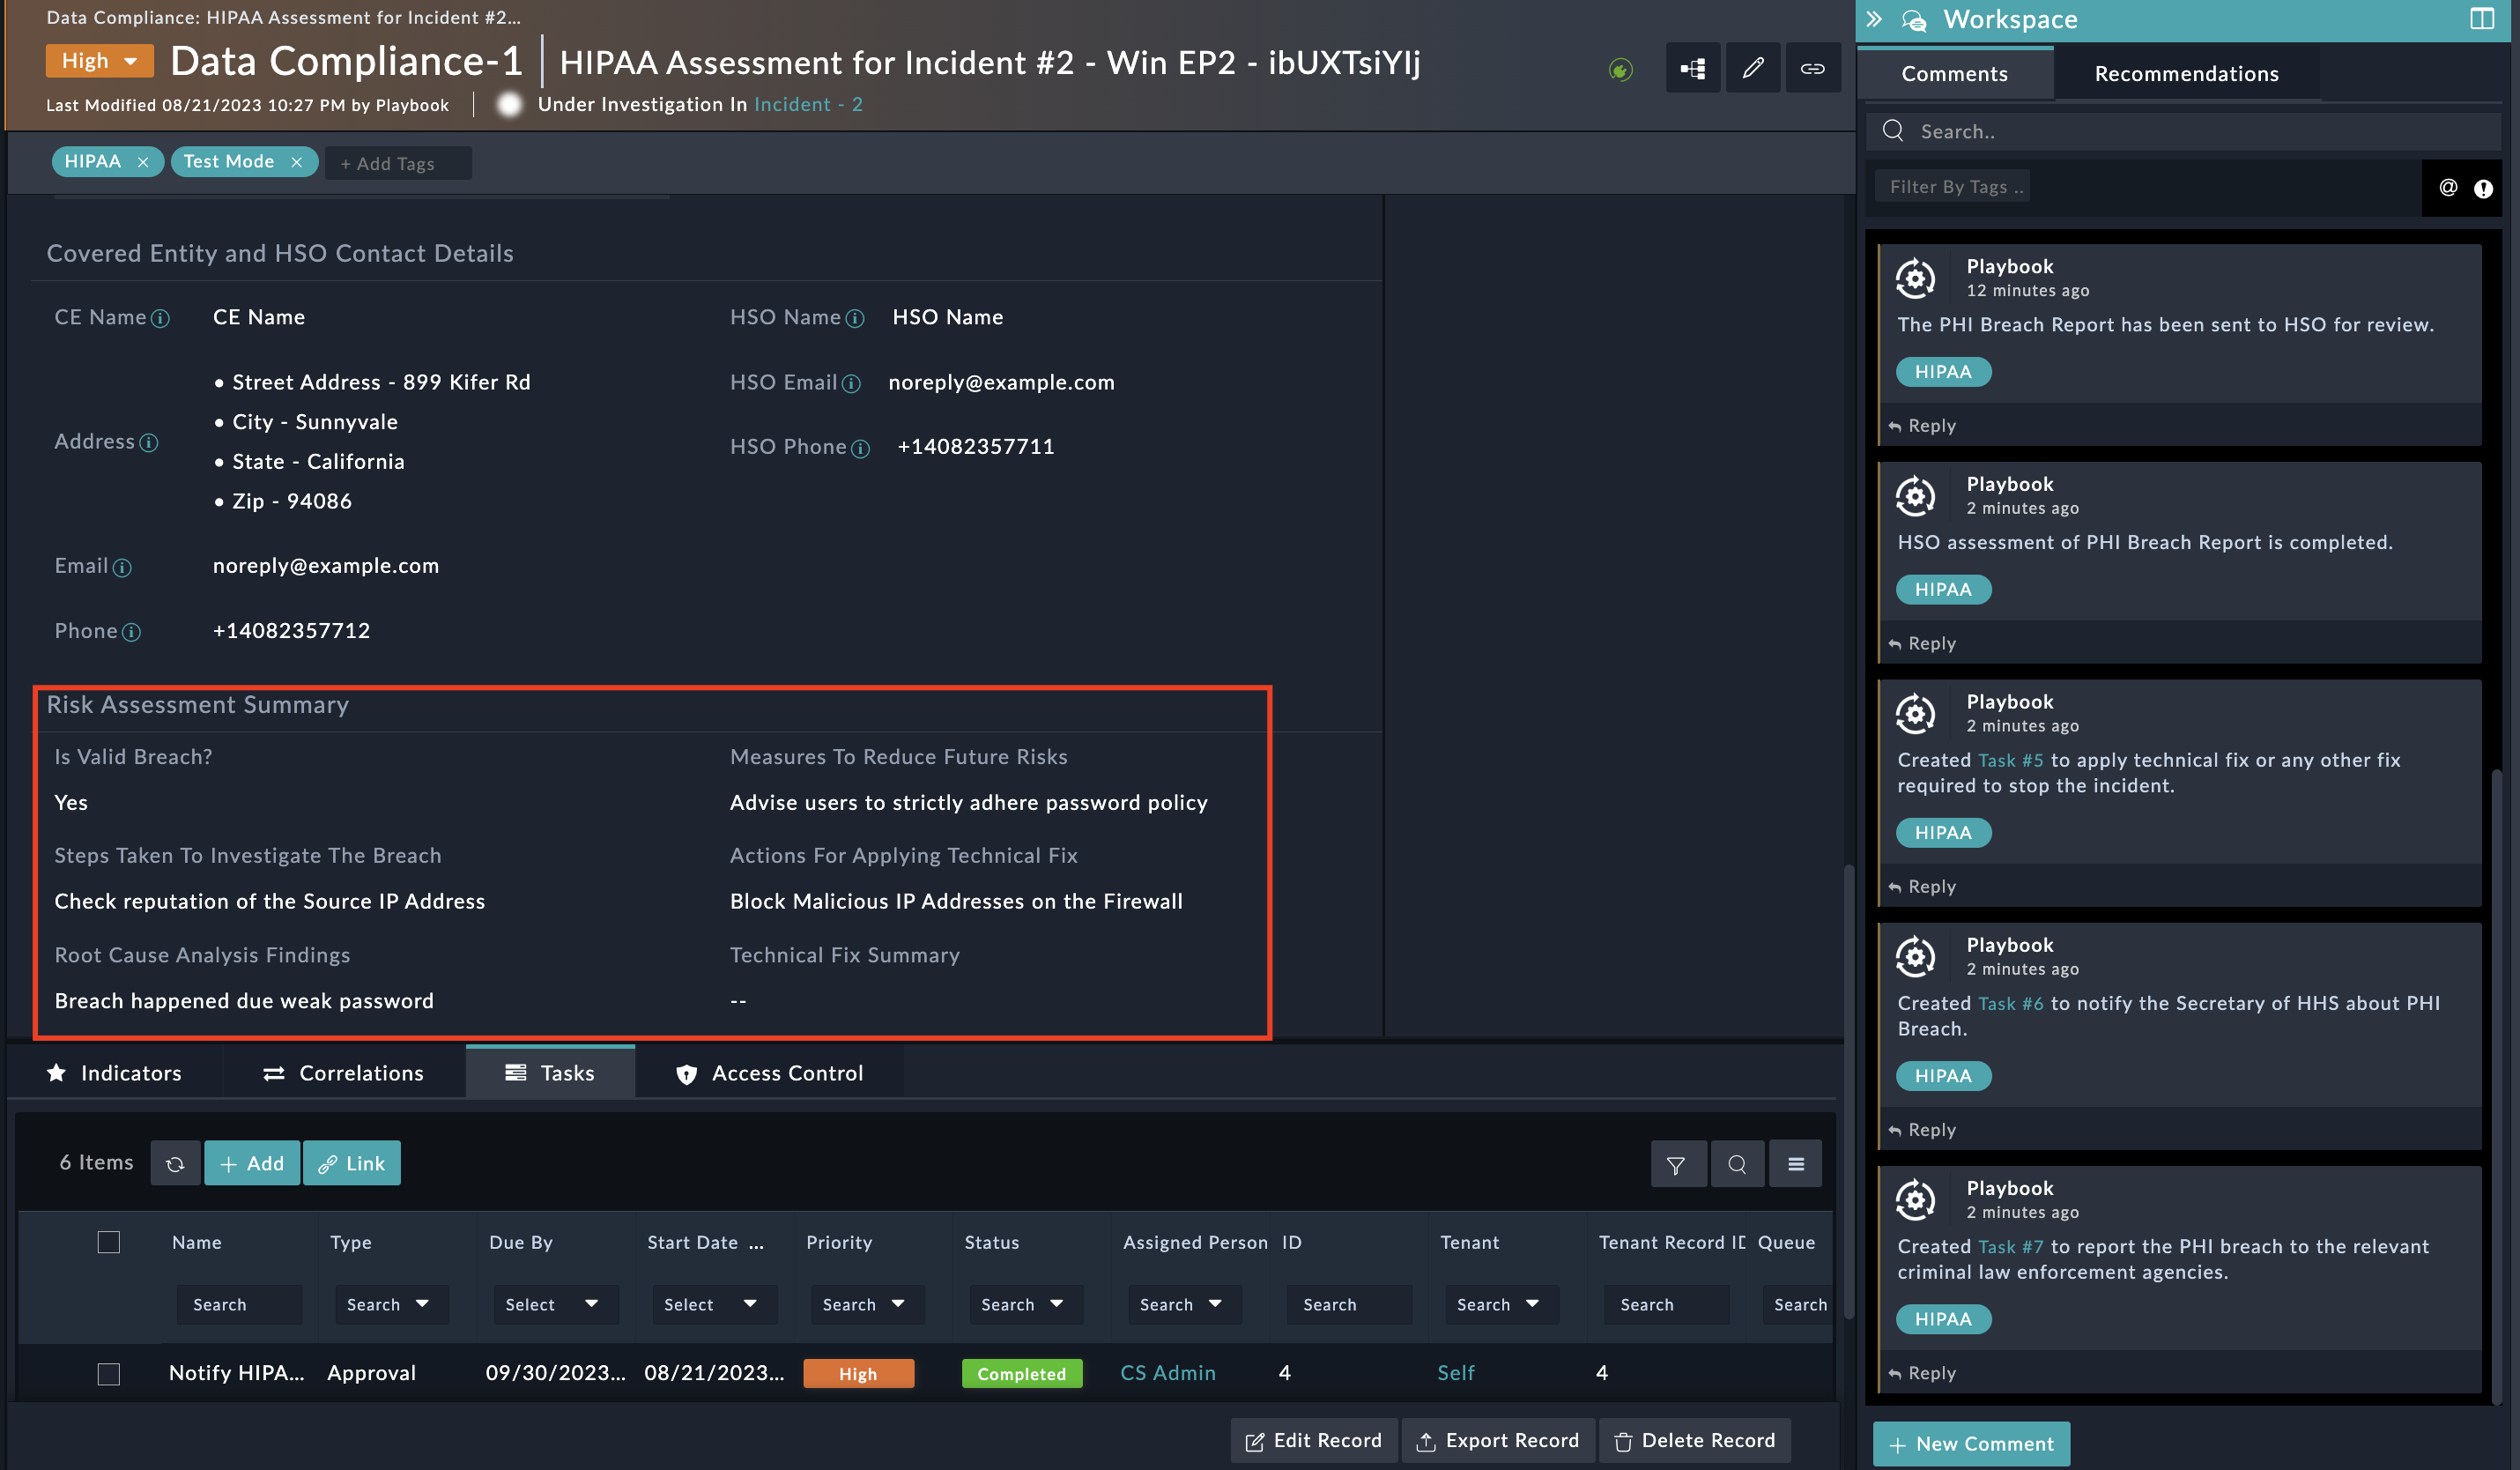 Data Compliance: HIPAA Assessment for Incident #2...
High
Data Compliance-1
HIPAA Assessment for Incident #2 - Win EP2 - ibUXTsiYIj
Last Modified 08/21/2023 10:27 PM by Playbook
Under Investigation In Incident - 2
HIPAA ×
Test Mode ×
+ Add Tags
Covered Entity and HSO Contact Details
CE Name CE Name
HSO Name HSO Name
Address
• Street Address - 899 Kifer Rd
• City - Sunnyvale
• State - California
• Zip - 94086
HSO Email noreply@example.com
HSO Phone +14082357711
Email noreply@example.com
Phone +14082357712
Risk Assessment Summary
Is Valid Breach?
Yes
Measures To Reduce Future Risks
Advise users to strictly adhere password policy
Steps Taken To Investigate The Breach
Check reputation of the Source IP Address
Actions For Applying Technical Fix
Block Malicious IP Addresses on the Firewall
Root Cause Analysis Findings
Breach happened due weak password
Technical Fix Summary
--
Indicators
Correlations
Tasks
Access Control
6 Items
+ Add
Link
Name Type Due By Start Date ... Priority Status Assigned Person ID Tenant Tenant Record ID Queue
Search Search Select Select Search Search Search Search Search Search Search
Notify HIPA... Approval 09/30/2023... 08/21/2023... High Completed CS Admin 4 Self 4
Edit Record
Export Record
Delete Record
Workspace
Comments
Recommendations
Search..
Filter By Tags ..
@
Playbook
12 minutes ago
The PHI Breach Report has been sent to HSO for review.
HIPAA
Reply
Playbook
2 minutes ago
HSO assessment of PHI Breach Report is completed.
HIPAA
Reply
Playbook
2 minutes ago
Created Task #5 to apply technical fix or any other fix
required to stop the incident.
HIPAA
Reply
Playbook
2 minutes ago
Created Task #6 to notify the Secretary of HHS about PHI
Breach.
HIPAA
Reply
Playbook
2 minutes ago
Created Task #7 to report the PHI breach to the relevant
criminal law enforcement agencies.
HIPAA
Reply
+ New Comment